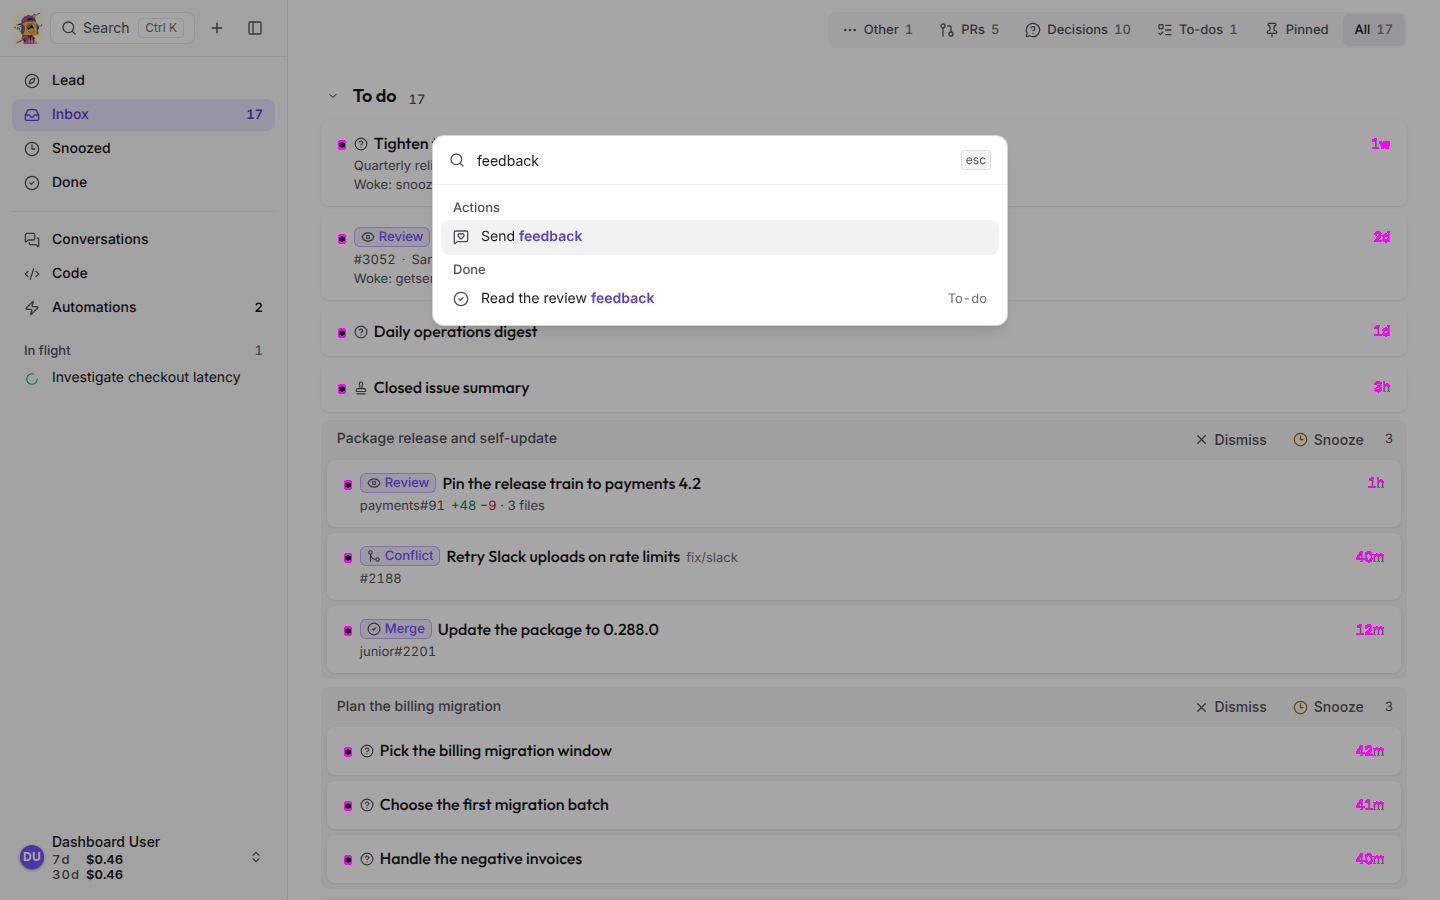 Search Ctrl K
Lead
Inbox 17
Snoozed
Done
Conversations
Code
Automations 2
In flight 1
Investigate checkout latency
DU
Dashboard User
7d $0.46
30d $0.46
Other 1
PRs 5
Decisions 10
To-dos 1
Pinned
All 17
To do 17
Tighten
1w
Quarterly reli
Woke: snooz
Review
2d
#3052 · Sar
Woke: getser
feedback esc
Actions
Send feedback
Done
Read the review feedback To-do
Daily operations digest 1d
Closed issue summary 3h
Package release and self-update Dismiss Snooze 3
Review Pin the release train to payments 4.2 1h
payments#91 +48 −9 · 3 files
Conflict Retry Slack uploads on rate limits fix/slack 40m
#2188
Merge Update the package to 0.288.0 12m
junior#2201
Plan the billing migration Dismiss Snooze 3
Pick the billing migration window 42m
Choose the first migration batch 41m
Handle the negative invoices 40m